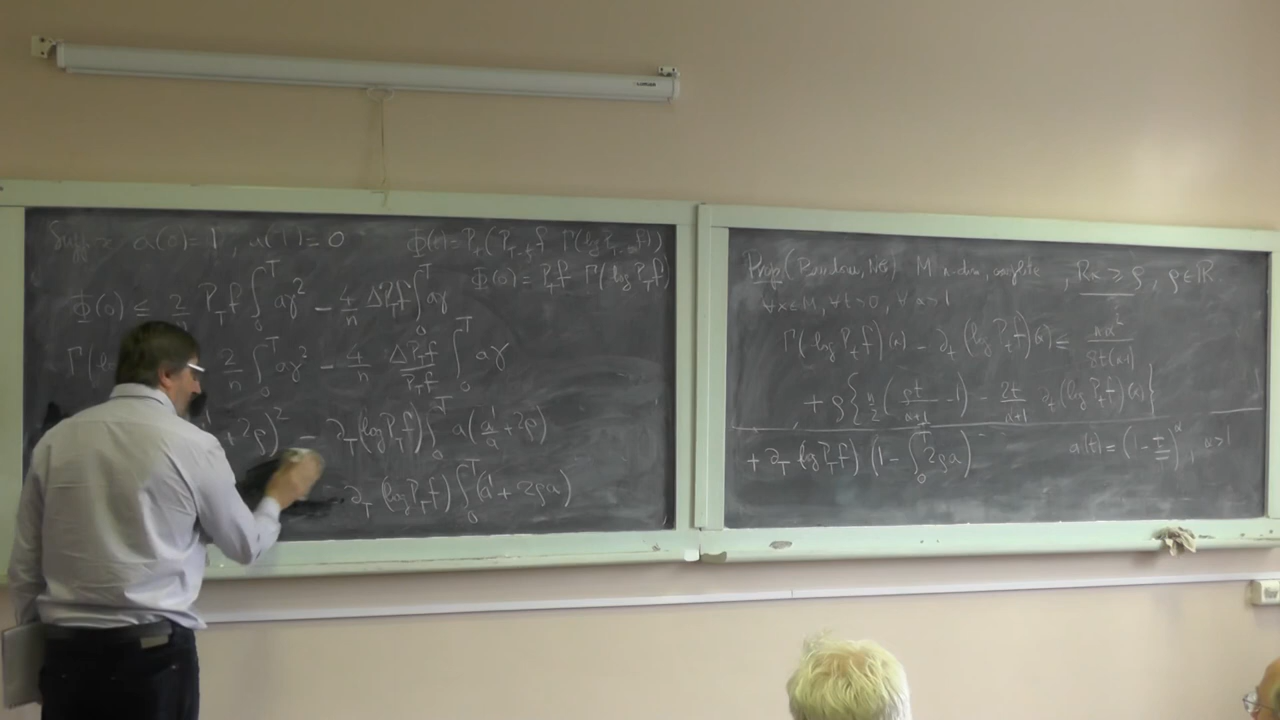 Suppose a(0)=1, a(T)=0
Φ(t)=P_t(P_{T-t}f Γ(log P_{T-t}f))
Φ(0)=P_T f Γ(log P_T f)
Φ(0) ≤ 2/n P_T f ∫_0^T aγ² − 4/n ΔP_T f ∫_0^T aγ
2/n ∫_0^T aγ² − 4/n ΔP_T f/P_T f ∫_0^T aγ
+2ρ)² ∂_T(log P_T f) ∫_0^T a(a'/a+2ρ)
∂_T(log P_T f) ∫_0^T (a'+2ρa)
Prop. M n-dim, complete, Ric ≥ ρ, ρ∈ℝ.
∀x∈M, ∀t>0, ∀α>1
Γ(log P_t f)(x) − ∂_t(log P_t f)(x) ≤ nα²/8t(α-1)
+ ρ{n/2(ρt/α+1 −1) − 2t/α+1 ∂_t(log P_t f)(x)}
+ ∂_T log P_T f) (1−∫_0^T 2ρa)
a(t)=(1−t/T)^α, α>1